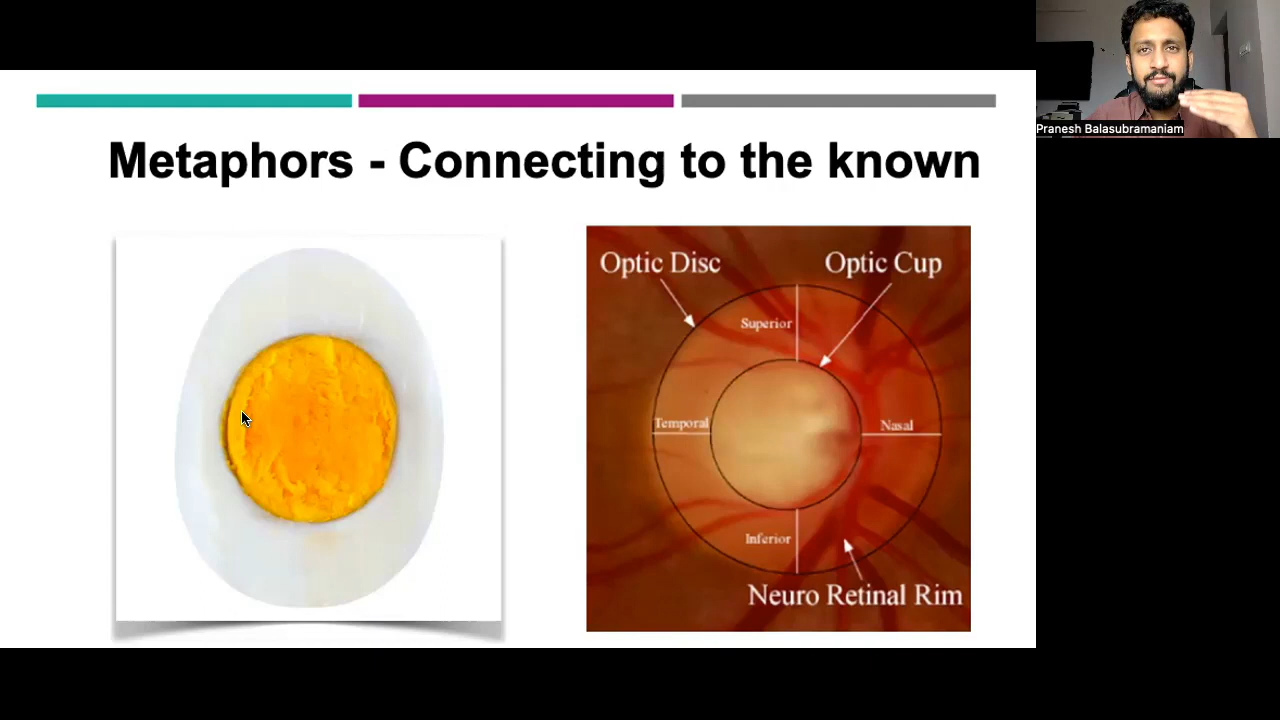 Pranesh Balasubramaniam
Metaphors - Connecting to the known
Optic Disc
Optic Cup
Superior
Temporal
Nasal
Inferior
Neuro Retinal Rim